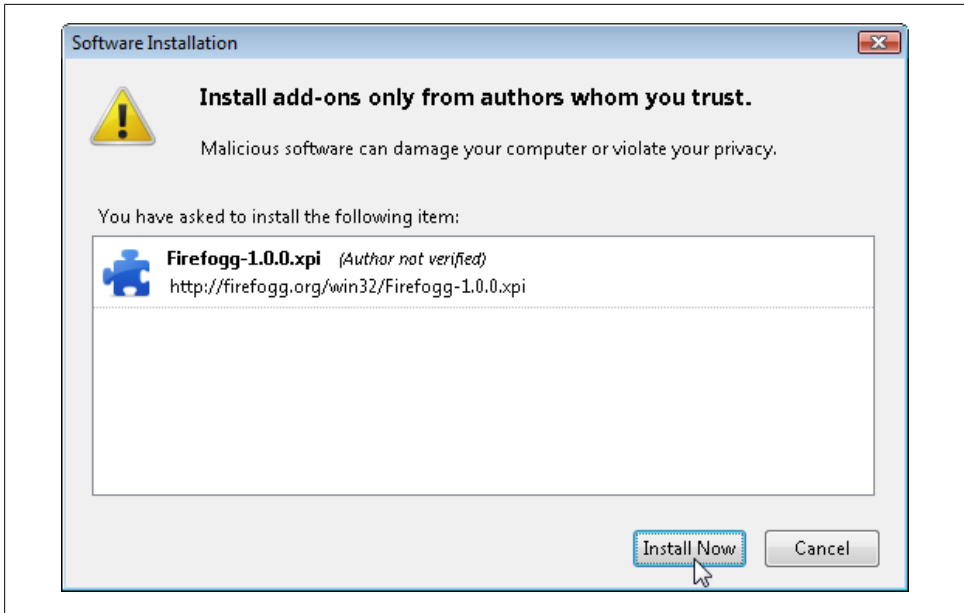 Software Installation
Install add-ons only from authors whom you trust.
Malicious software can damage your computer or violate your privacy.
You have asked to install the following item:
Firefogg-1.0.0.xpi (Author not verified)
http://firefogg.org/win32/Firefogg-1.0.0.xpi
Install Now Cancel